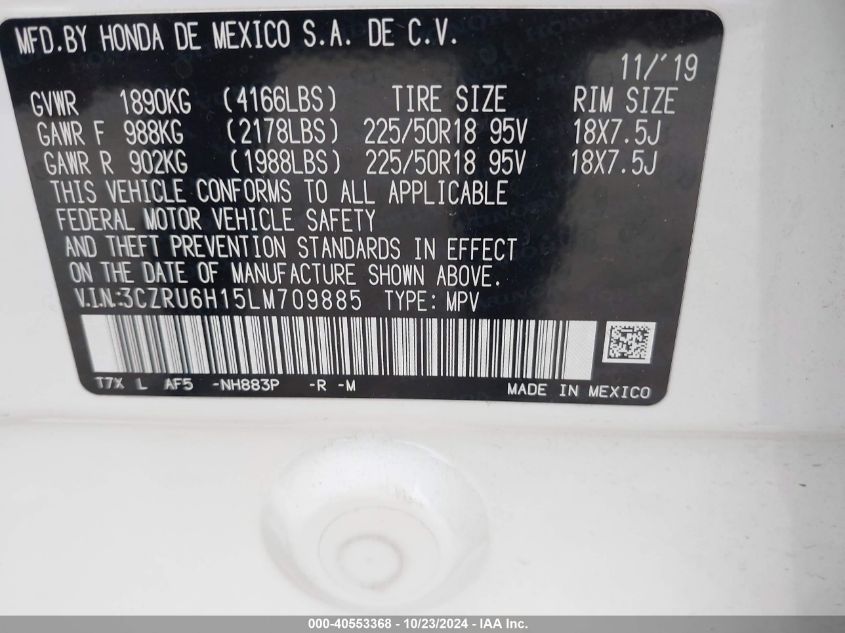 MFD.BY HONDA DE MEXICO S.A. DE C.V.
11/'19
GVWR 1890KG (4166LBS) TIRE SIZE RIM SIZE
GAWR F 988KG (2178LBS) 225/50R18 95V 18X7.5J
GAWR R 902KG (1988LBS) 225/50R18 95V 18X7.5J
THIS VEHICLE CONFORMS TO ALL APPLICABLE
FEDERAL MOTOR VEHICLE SAFETY
AND THEFT PREVENTION STANDARDS IN EFFECT
ON THE DATE OF MANUFACTURE SHOWN ABOVE.
V.I.N.:3CZRU6H15LM709885 TYPE: MPV
T7X L AF5 -NH883P -R -M MADE IN MEXICO
000-40553368 - 10/23/2024 - IAA Inc.